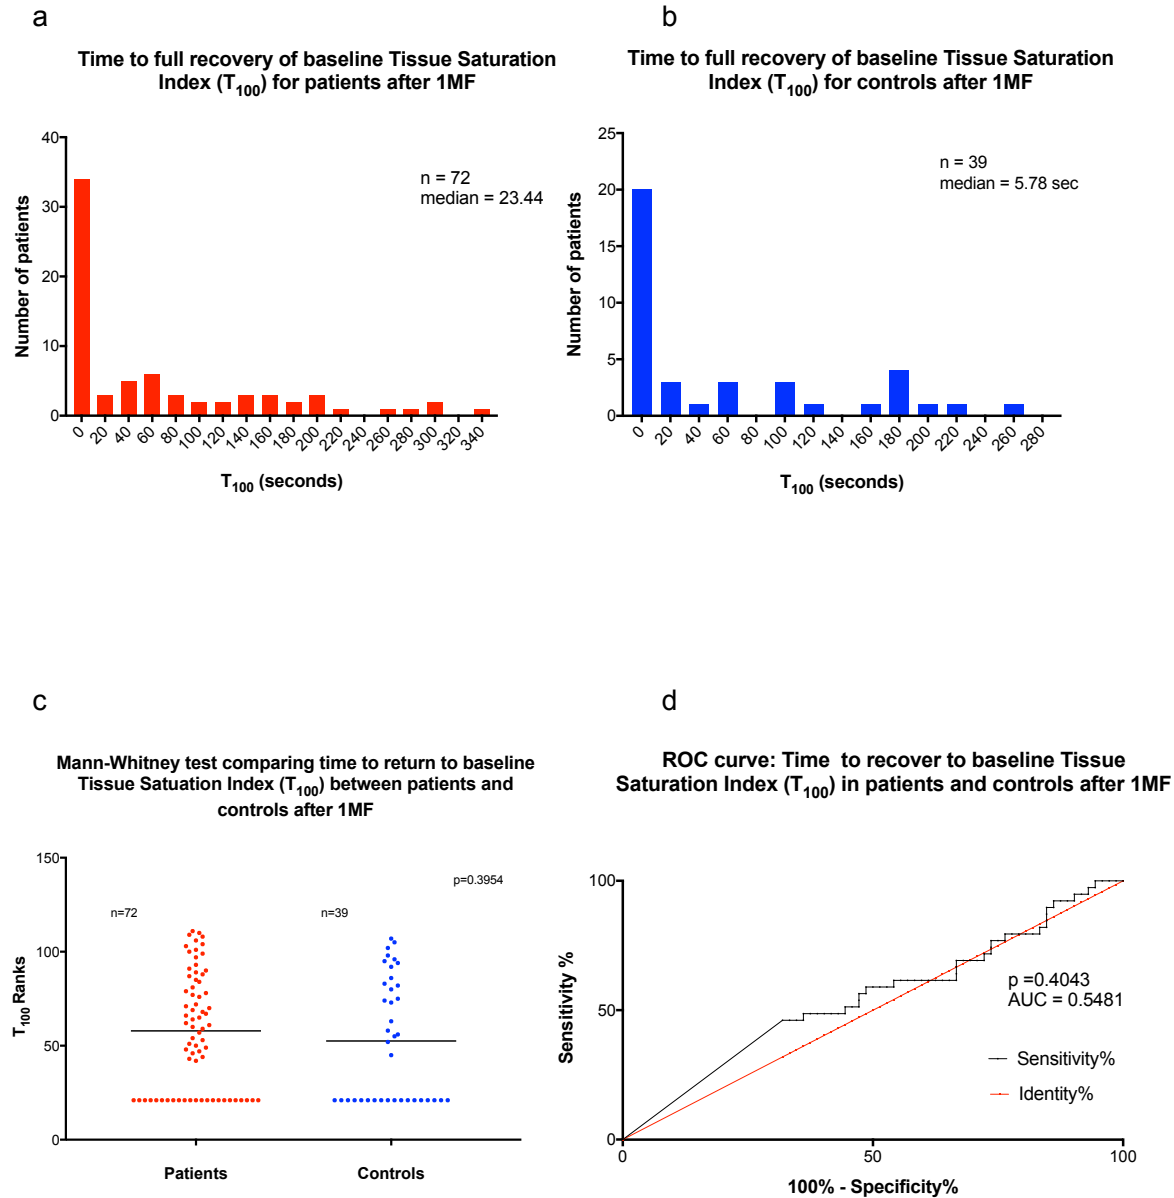 a
Time to full recovery of baseline Tissue Saturation
Index (T100) for patients after 1MF
n = 72
median = 23.44
Number of patients
40
30
20
10
0
0 20 40 60 80 100 120 140 160 180 200 220 240 260 280 300 320 340
T100 (seconds)
b
Time to full recovery of baseline Tissue Saturation
Index (T100) for controls after 1MF
n = 39
median = 5.78 sec
Number of patients
25
20
15
10
5
0
0 20 40 60 80 100 120 140 160 180 200 220 240 260 280
T100 (seconds)
c
Mann-Whitney test comparing time to return to baseline
Tissue Satuation Index (T100) between patients and
controls after 1MF
p=0.3954
n=72
n=39
T100 Ranks
150
100
50
0
Patients
Controls
d
ROC curve: Time to recover to baseline Tissue
Saturation Index (T100) in patients and controls after 1MF
Sensitivity %
100
50
0
p =0.4043
AUC = 0.5481
Sensitivity%
Identity%
0 50 100
100% - Specificity%